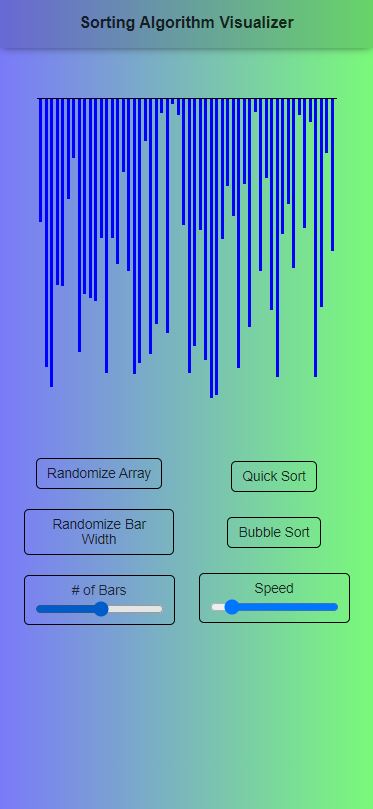 Sorting Algorithm Visualizer
Randomize Array
Quick Sort
Randomize Bar
Width
Bubble Sort
# of Bars
Speed